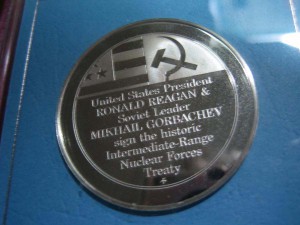 United States President
RONALD REAGAN &
Soviet Leader
MIKHAIL GORBACHEV
sign the historic
Intermediate-Range
Nuclear Forces
Treaty